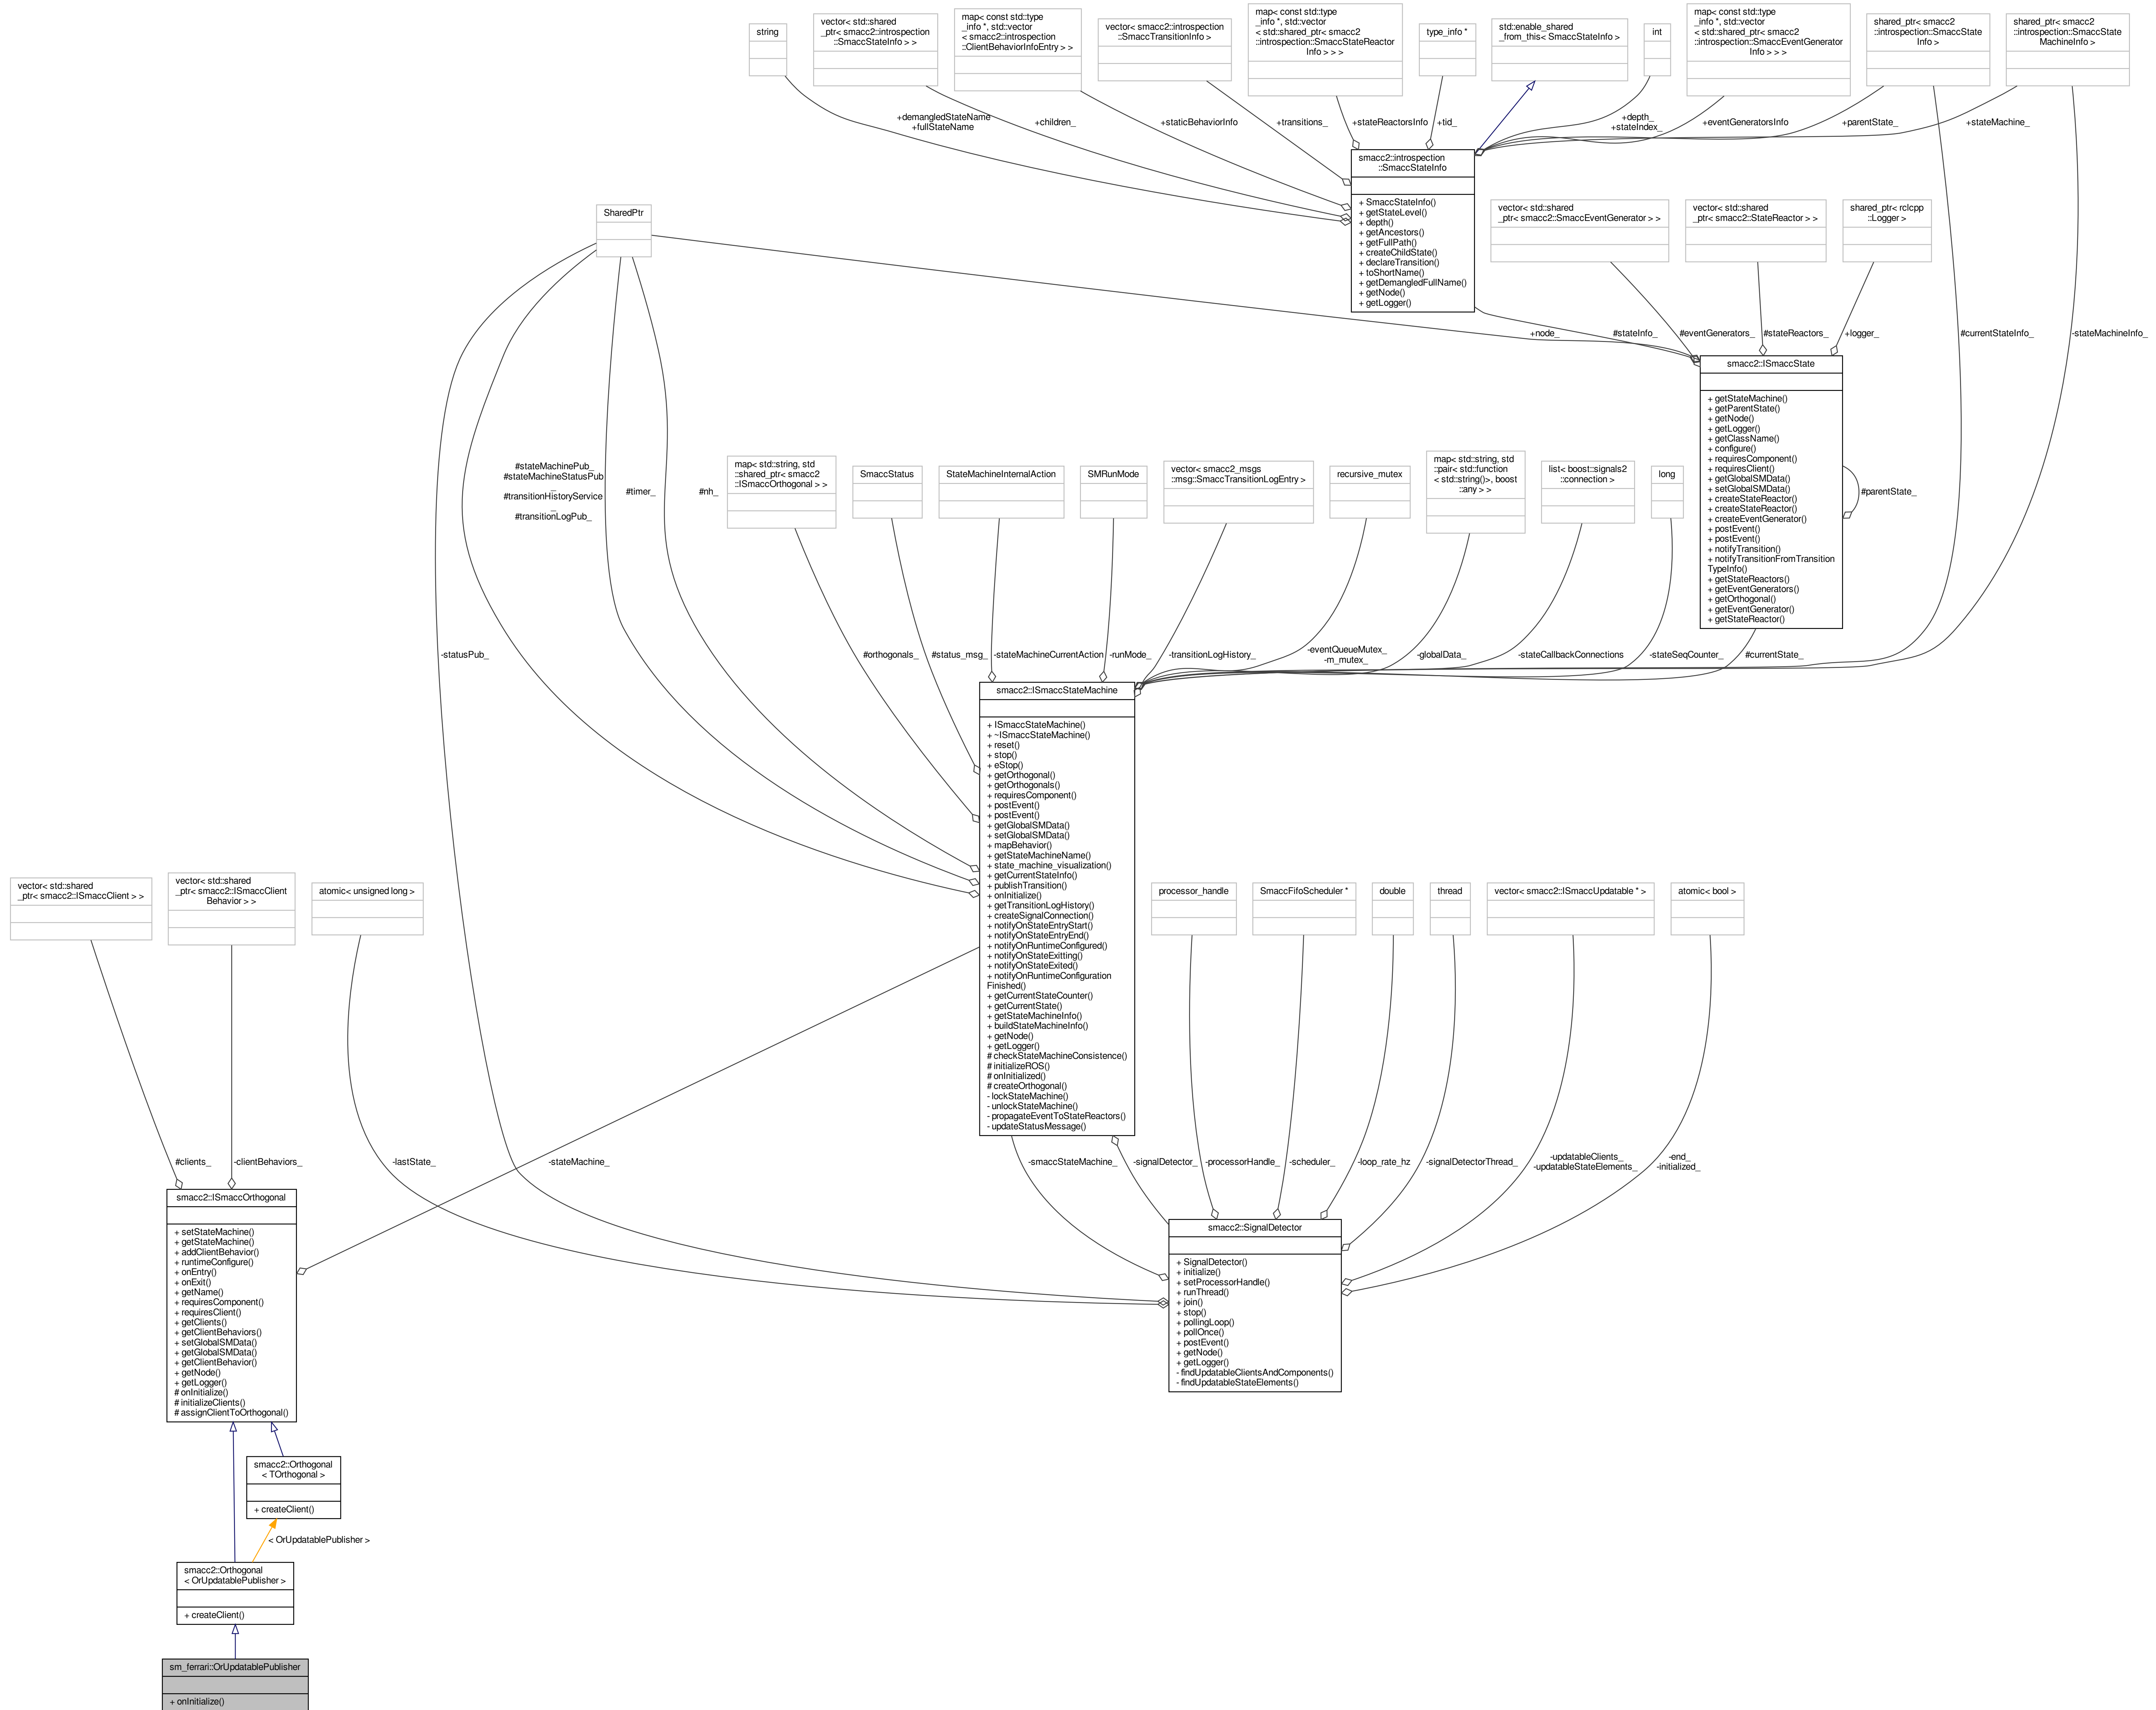 string
vector< std::shared
_ptr< smacc2::introspection
::SmaccStateInfo > >
map< const std::type
_info *, std::vector
< smacc2::introspection
::ClientBehaviorInfoEntry > >
vector< smacc2::introspection
::SmaccTransitionInfo >
map< const std::type
_info *, std::vector
< std::shared_ptr< smacc2
::introspection::SmaccStateReactor
Info > > >
type_info *
std::enable_shared
_from_this< SmaccStateInfo >
int
map< const std::type
_info *, std::vector
< std::shared_ptr< smacc2
::introspection::SmaccEventGenerator
Info > > >
shared_ptr< smacc2
::introspection::SmaccState
Info >
shared_ptr< smacc2
::introspection::SmaccState
MachineInfo >
+demangledStateName
+fullStateName
+children_
+staticBehaviorInfo
+transitions_
+stateReactorsInfo
+tid_
+depth_
+stateIndex_
+eventGeneratorsInfo
+parentState_
+stateMachine_
smacc2::introspection
::SmaccStateInfo
+ SmaccStateInfo()
+ getStateLevel()
+ depth()
+ getAncestors()
+ getFullPath()
+ createChildState()
+ declareTransition()
+ toShortName()
+ getDemangledFullName()
+ getNode()
+ getLogger()
SharedPtr
vector< std::shared
_ptr< smacc2::SmaccEventGenerator > >
vector< std::shared
_ptr< smacc2::StateReactor > >
shared_ptr< rclcpp
::Logger >
+node_
#stateInfo_
#eventGenerators_
#stateReactors_
+logger_
#currentStateInfo_
-stateMachineInfo_
smacc2::ISmaccState
+ getStateMachine()
+ getParentState()
+ getNode()
+ getLogger()
+ getClassName()
+ configure()
+ requiresComponent()
+ requiresClient()
+ getGlobalSMData()
+ setGlobalSMData()
+ createStateReactor()
+ createStateReactor()
+ createEventGenerator()
+ postEvent()
+ postEvent()
+ notifyTransition()
+ notifyTransitionFromTransition
TypeInfo()
+ getStateReactors()
+ getEventGenerators()
+ getOrthogonal()
+ getEventGenerator()
+ getStateReactor()
#parentState_
#stateMachinePub_
#stateMachineStatusPub
_
#transitionHistoryService
_
#transitionLogPub_
#timer_
#nh_
map< std::string, std
::shared_ptr< smacc2
::ISmaccOrthogonal > >
SmaccStatus
StateMachineInternalAction
SMRunMode
vector< smacc2_msgs
::msg::SmaccTransitionLogEntry >
recursive_mutex
map< std::string, std
::pair< std::function
< std::string()>, boost
::any > >
list< boost::signals2
::connection >
long
-statusPub_
#orthogonals_
#status_msg_
-stateMachineCurrentAction
-runMode_
-transitionLogHistory_
-eventQueueMutex_
-m_mutex_
-globalData_
-stateCallbackConnections
-stateSeqCounter_
#currentState_
smacc2::ISmaccStateMachine
+ ISmaccStateMachine()
+ ~ISmaccStateMachine()
+ reset()
+ stop()
+ eStop()
+ getOrthogonal()
+ getOrthogonals()
+ requiresComponent()
+ postEvent()
+ postEvent()
+ getGlobalSMData()
+ setGlobalSMData()
+ mapBehavior()
+ getStateMachineName()
+ state_machine_visualization()
+ getCurrentStateInfo()
+ publishTransition()
+ onInitialize()
+ getTransitionLogHistory()
+ createSignalConnection()
+ notifyOnStateEntryStart()
+ notifyOnStateEntryEnd()
+ notifyOnRuntimeConfigured()
+ notifyOnStateExitting()
+ notifyOnStateExited()
+ notifyOnRuntimeConfiguration
Finished()
+ getCurrentStateCounter()
+ getCurrentState()
+ getStateMachineInfo()
+ buildStateMachineInfo()
+ getNode()
+ getLogger()
# checkStateMachineConsistence()
# initializeROS()
# onInitialized()
# createOrthogonal()
- lockStateMachine()
- unlockStateMachine()
- propagateEventToStateReactors()
- updateStatusMessage()
vector< std::shared
_ptr< smacc2::ISmaccClient > >
vector< std::shared
_ptr< smacc2::ISmaccClient
Behavior > >
atomic< unsigned long >
processor_handle
SmaccFifoScheduler *
double
thread
vector< smacc2::ISmaccUpdatable * >
atomic< bool >
#clients_
-clientBehaviors_
-lastState_
-stateMachine_
-smaccStateMachine_
-signalDetector_
-processorHandle_
-scheduler_
-loop_rate_hz
-signalDetectorThread_
-updatableClients_
-updatableStateElements_
-end_
-initialized_
smacc2::ISmaccOrthogonal
+ setStateMachine()
+ getStateMachine()
+ addClientBehavior()
+ runtimeConfigure()
+ onEntry()
+ onExit()
+ getName()
+ requiresComponent()
+ requiresClient()
+ getClients()
+ getClientBehaviors()
+ setGlobalSMData()
+ getGlobalSMData()
+ getClientBehavior()
+ getNode()
+ getLogger()
# onInitialize()
# initializeClients()
# assignClientToOrthogonal()
smacc2::SignalDetector
+ SignalDetector()
+ initialize()
+ setProcessorHandle()
+ runThread()
+ join()
+ stop()
+ pollingLoop()
+ pollOnce()
+ postEvent()
+ getNode()
+ getLogger()
- findUpdatableClientsAndComponents()
- findUpdatableStateElements()
smacc2::Orthogonal
< TOrthogonal >
+ createClient()
< OrUpdatablePublisher >
smacc2::Orthogonal
< OrUpdatablePublisher >
+ createClient()
sm_ferrari::OrUpdatablePublisher
+ onInitialize()